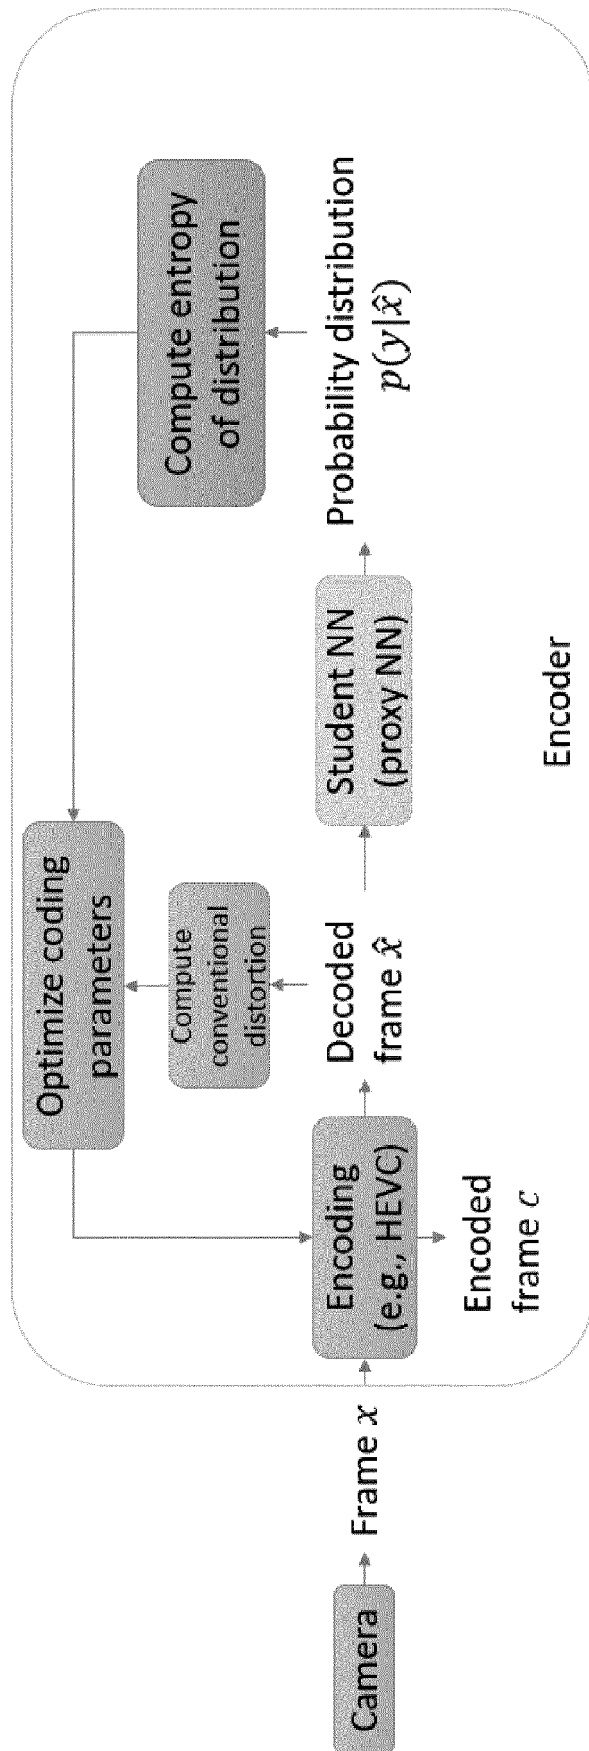 Camera
Frame x
Encoding
(e.g., HEVC)
Encoded
frame c
Decoded
frame x̂
Compute
conventional
distortion
Optimize coding
parameters
Student NN
(proxy NN)
Probability distribution
p(y|x̂)
Compute entropy
of distribution
Encoder